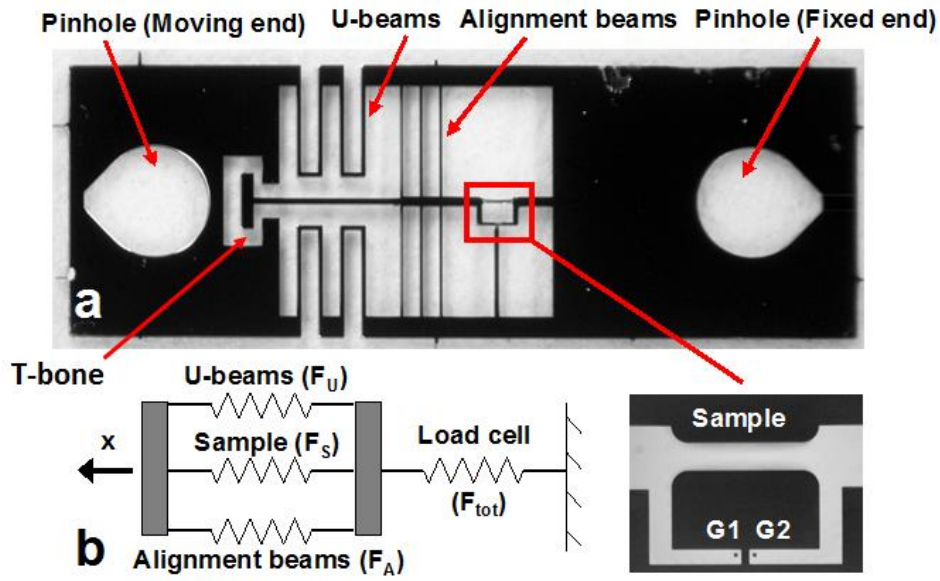 Pinhole (Moving end)
U-beams
Alignment beams
Pinhole (Fixed end)
a
T-bone
U-beams (F_U)
x
Sample (F_S)
Load cell
(F_tot)
b
Alignment beams (F_A)
Sample
G1 G2